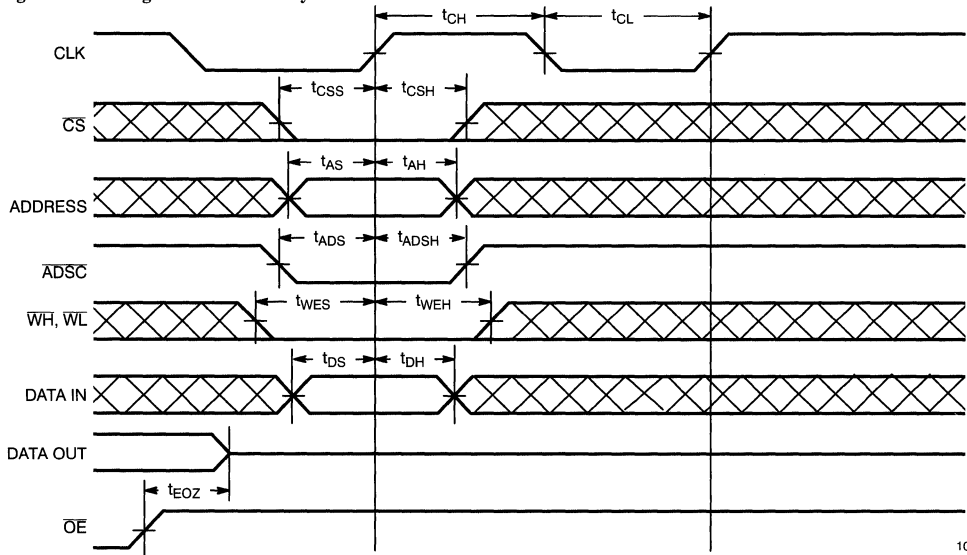 tCH
tCL
CLK
tCSS
tCSH
CS
tAS
tAH
ADDRESS
tADS
tADSH
ADSC
tWES
tWEH
WH, WL
tDS
tDH
DATA IN
DATA OUT
tEOZ
OE
10